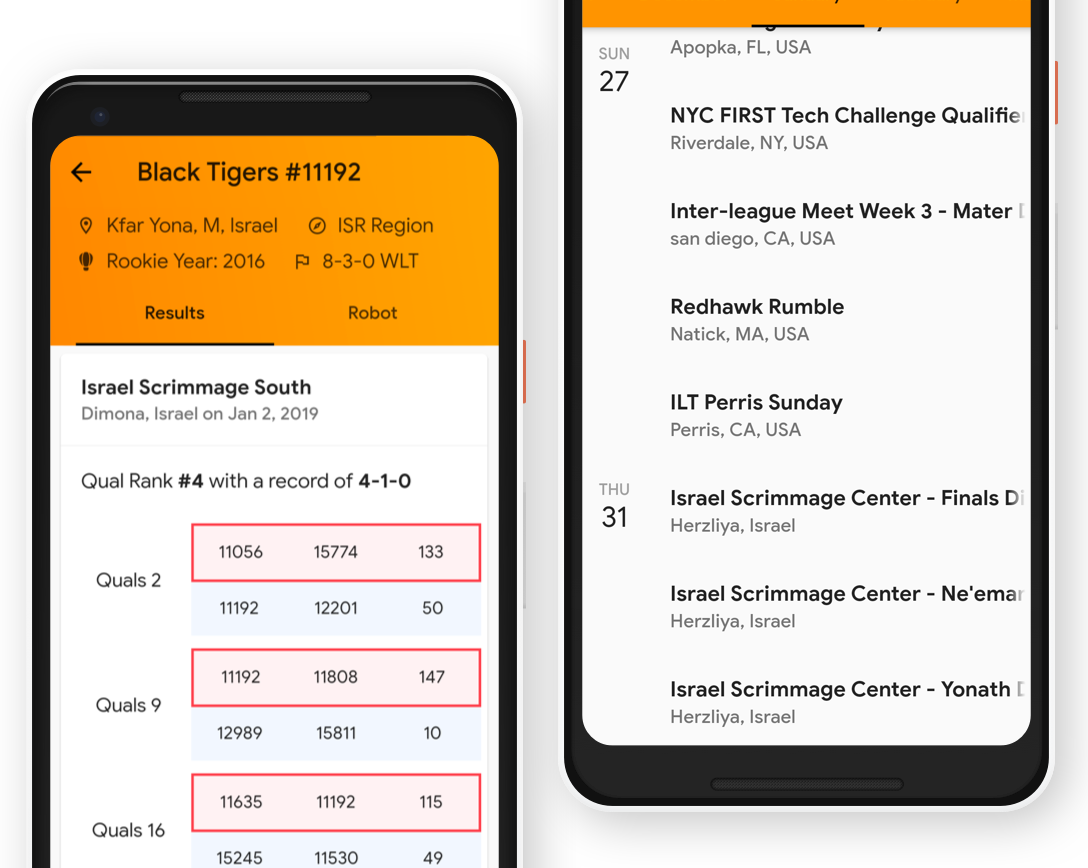 Black Tigers #11192
Kfar Yona, M, Israel ISR Region
Rookie Year: 2016 8-3-0 WLT
Results Robot
Israel Scrimmage South
Dimona, Israel on Jan 2, 2019
Qual Rank #4 with a record of 4-1-0
Quals 2
11056 15774 133
11192 12201 50
Quals 9
11192 11808 147
12989 15811 10
Quals 16
11635 11192 115
15245 11530 49
Apopka, FL, USA
SUN
27
NYC FIRST Tech Challenge Qualifie
Riverdale, NY, USA
Inter-league Meet Week 3 - Mater
san diego, CA, USA
Redhawk Rumble
Natick, MA, USA
ILT Perris Sunday
Perris, CA, USA
THU
31
Israel Scrimmage Center - Finals Di
Herzliya, Israel
Israel Scrimmage Center - Ne'emar
Herzliya, Israel
Israel Scrimmage Center - Yonath
Herzliya, Israel